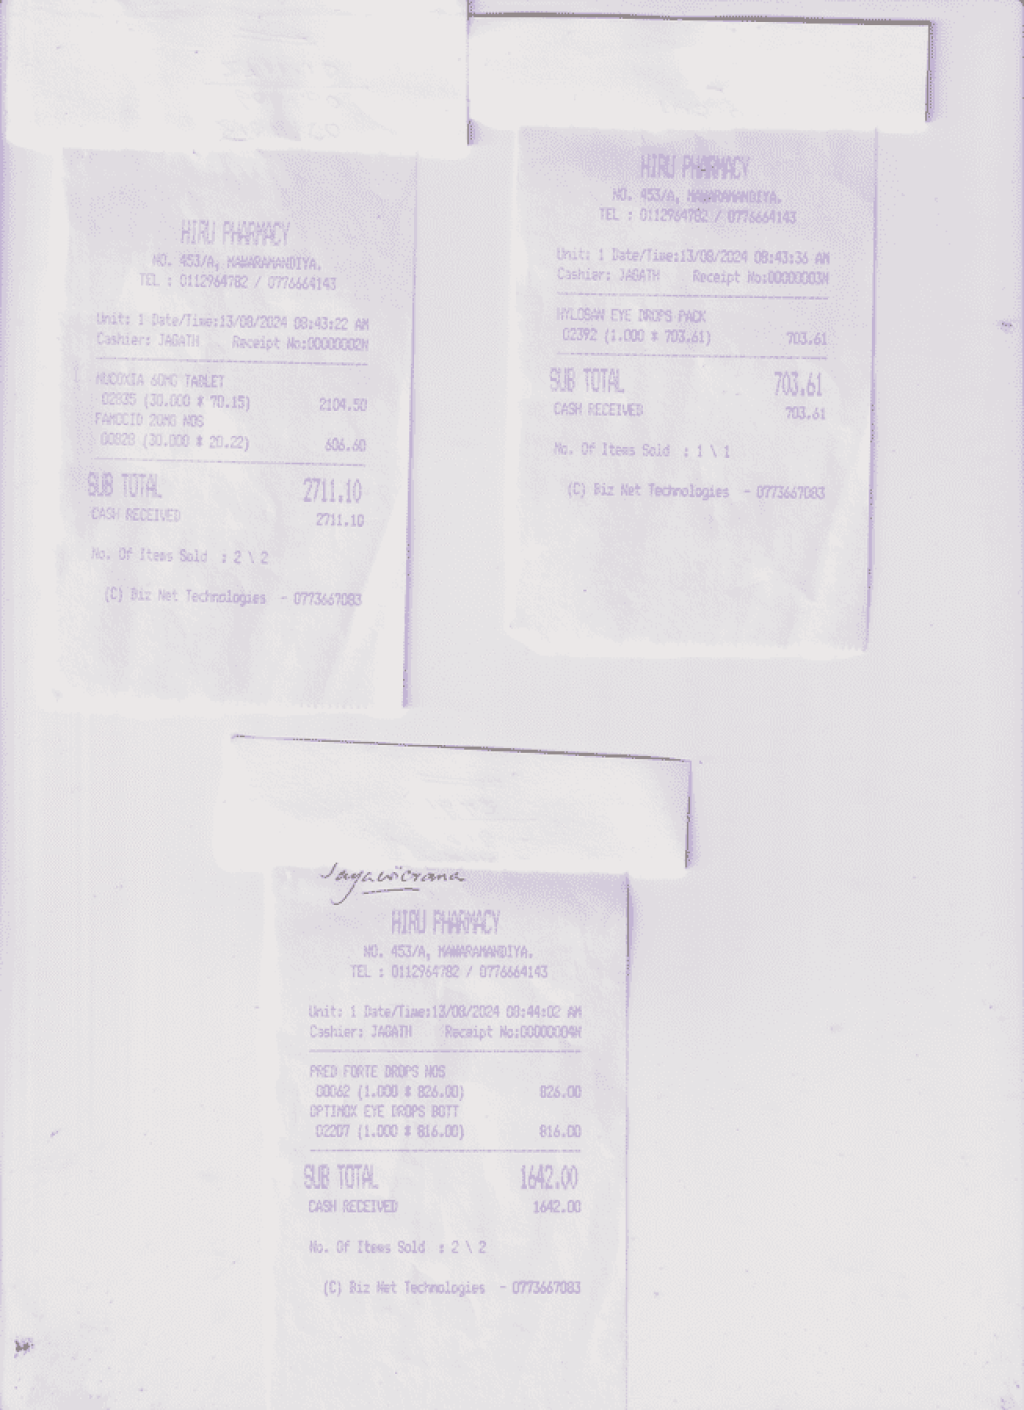 HIRU PHARMACY
NO. 453/A, MAWARAMANDIYA.
TEL : 0112964782 / 0776664143
Unit: 1 Date/Time:13/08/2024 08:43:22 AM
Cashier: JAGATH Receipt No:00000002N
NUCOXIA 60MG TABLET
02835 (30.000 * 70.15) 2104.50
FAMOCID 20MG NOS
00828 (30.000 * 20.22) 606.60
SUB TOTAL 2711.10
CASH RECEIVED 2711.10
No. Of Items Sold : 2 \ 2
(C) Biz Net Technologies - 0773667083
HIRU PHARMACY
NO. 453/A, MAWARAMANDIYA.
TEL : 0112964782 / 0776664143
Unit: 1 Date/Time:13/08/2024 08:43:36 AM
Cashier: JAGATH Receipt No:00000003N
HYLOSAN EYE DROPS PACK
02392 (1.000 * 703.61) 703.61
SUB TOTAL 703.61
CASH RECEIVED 703.61
No. Of Items Sold : 1 \ 1
(C) Biz Net Technologies - 0773667083
Jayawicrama
HIRU PHARMACY
NO. 453/A, MAWARAMANDIYA.
TEL : 0112964782 / 0776664143
Unit: 1 Date/Time:13/08/2024 08:44:02 AM
Cashier: JAGATH Receipt No:00000004N
PRED FORTE DROPS NOS
00062 (1.000 * 826.00) 826.00
OPTIMOX EYE DROPS BOTT
02207 (1.000 * 816.00) 816.00
SUB TOTAL 1642.00
CASH RECEIVED 1642.00
No. Of Items Sold : 2 \ 2
(C) Biz Net Technologies - 0773667083